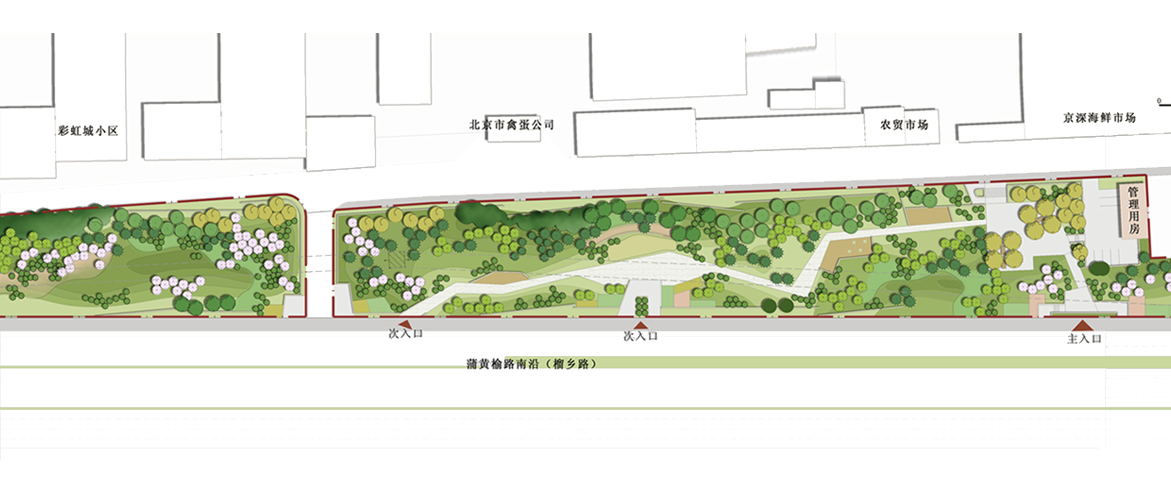 0
京深海鲜市场
彩虹城小区
北京市禽蛋公司
农贸市场
管理用房
次入口
次入口
主入口
蒲黄榆路南沿（榴乡路）